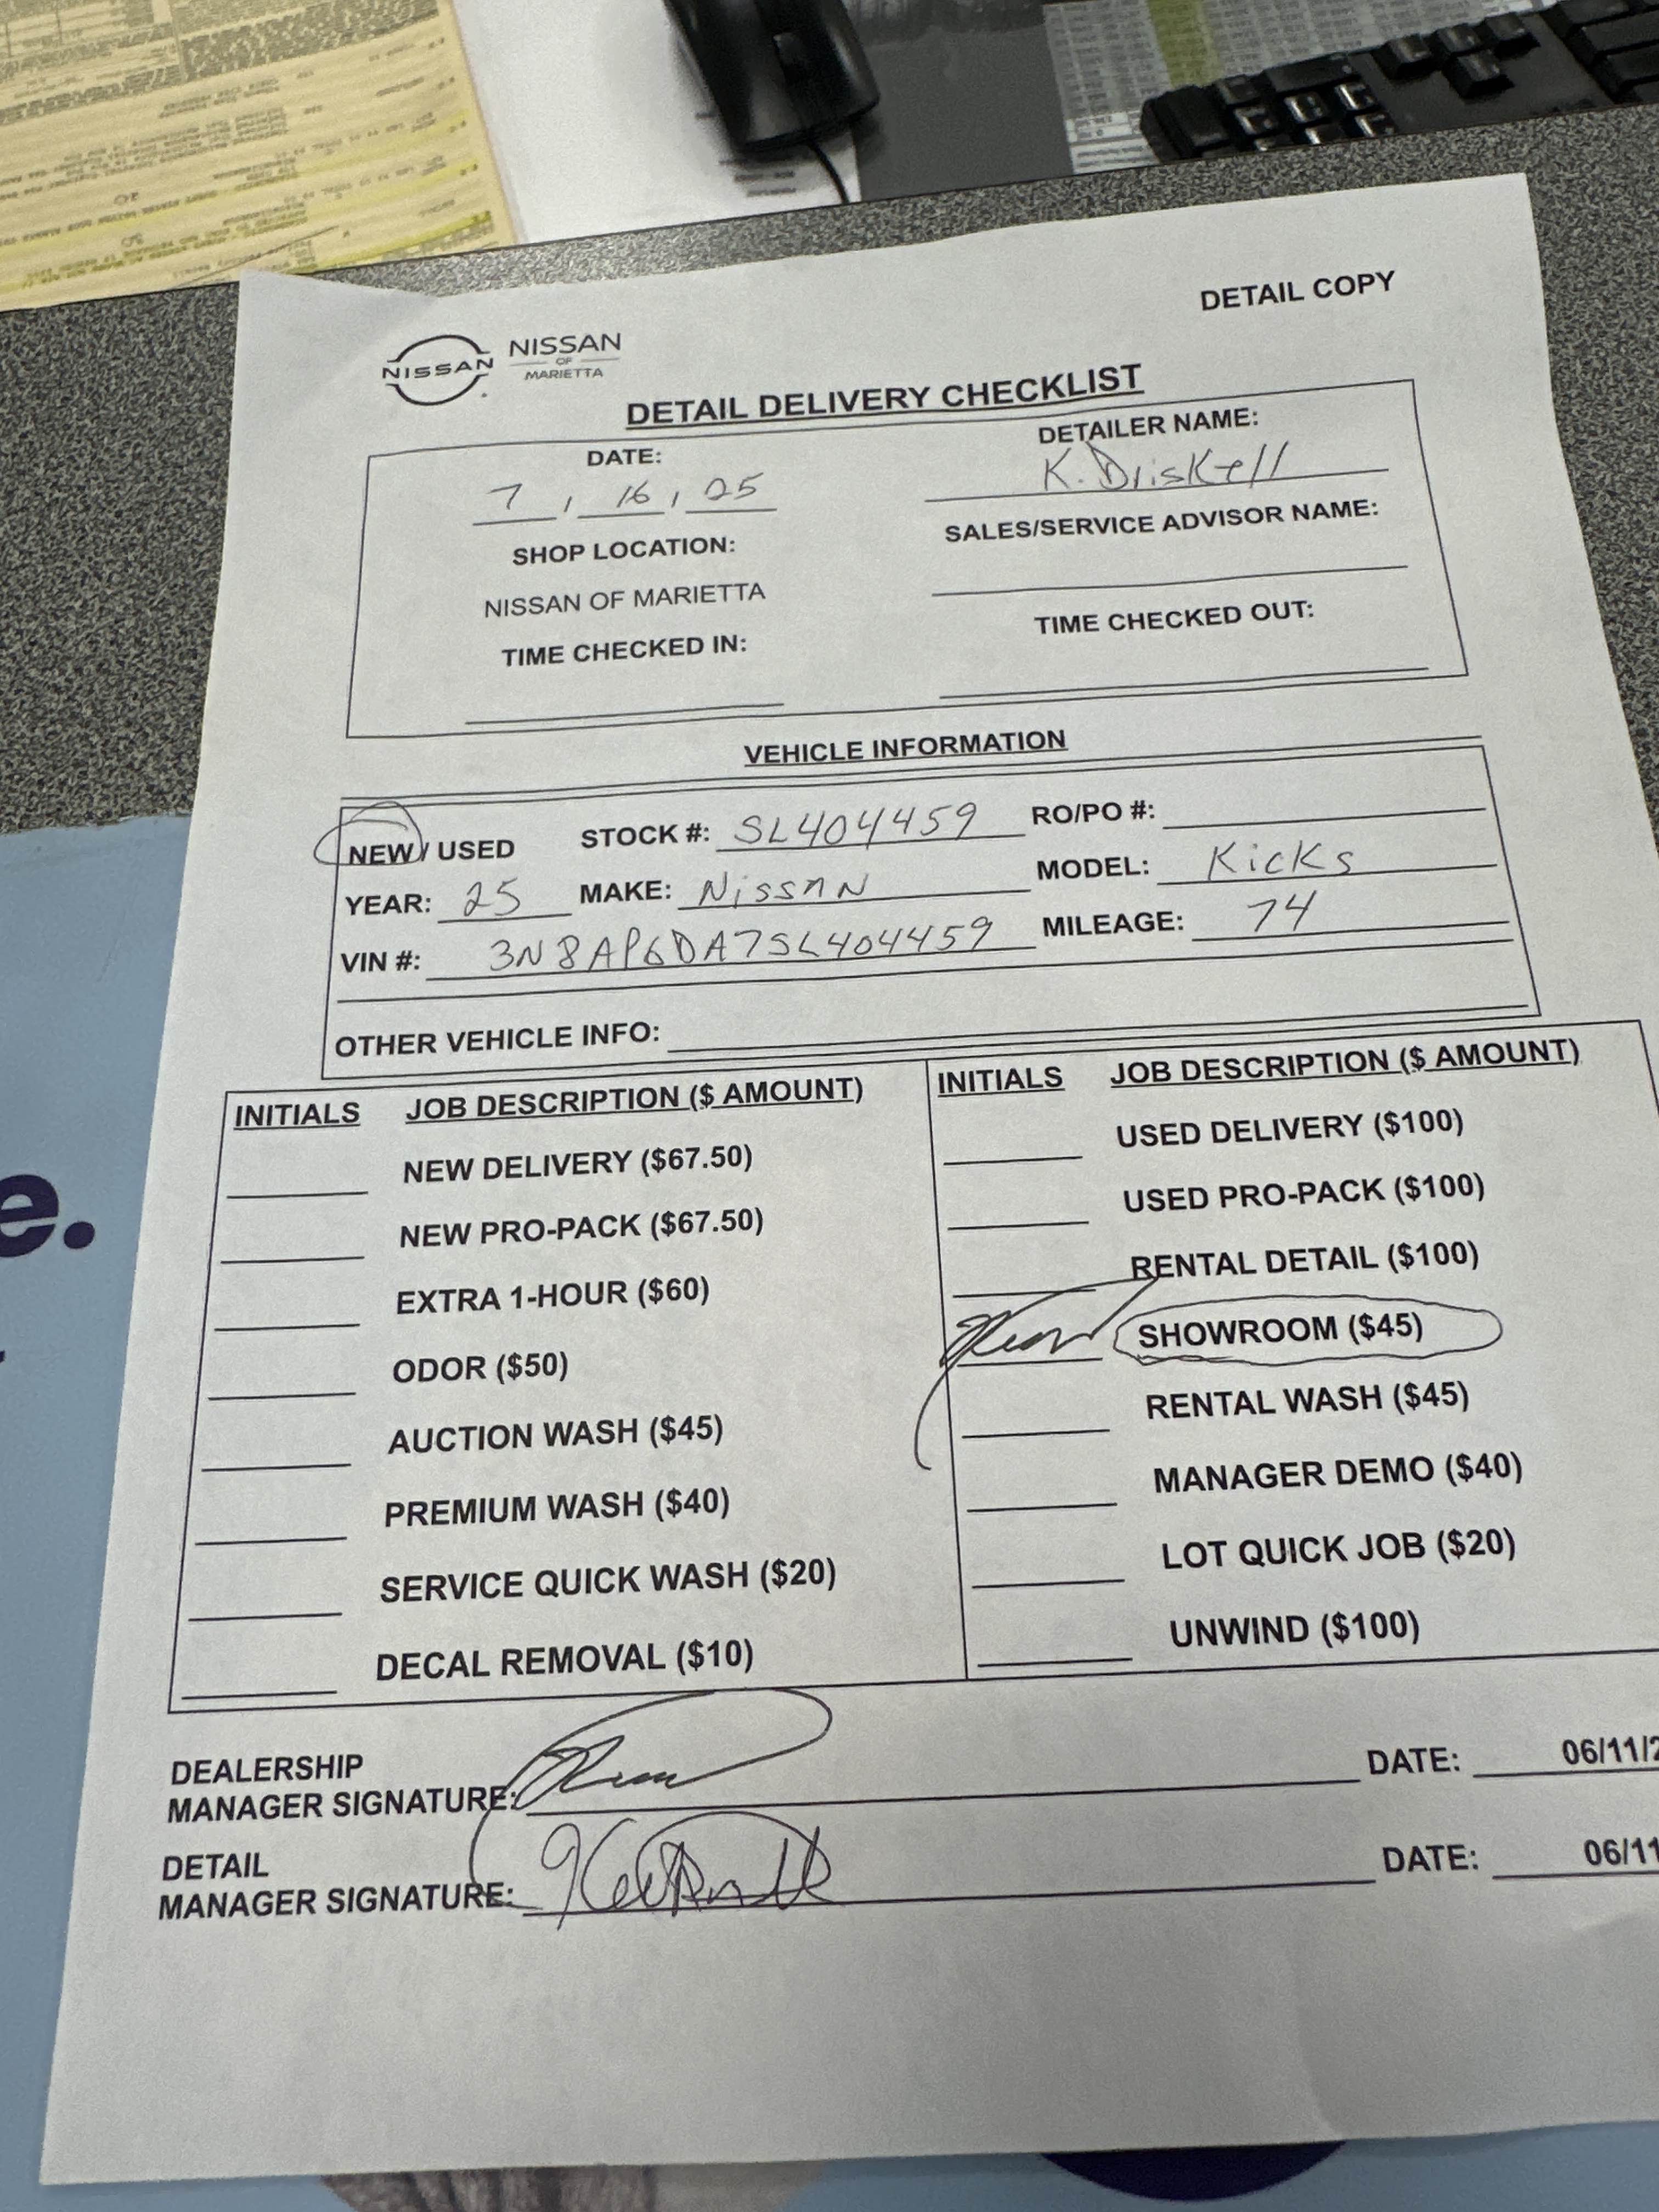 DETAIL COPY
NISSAN
NISSAN
OF
MARIETTA
DETAIL DELIVERY CHECKLIST
DATE:
7 , 16 , 25
SHOP LOCATION:
NISSAN OF MARIETTA
TIME CHECKED IN:
DETAILER NAME:
K. Driskell
SALES/SERVICE ADVISOR NAME:
TIME CHECKED OUT:
VEHICLE INFORMATION
NEW / USED STOCK #: SL404459 RO/PO #:
YEAR: 25 MAKE: NISSAN MODEL: Kicks
VIN #: 3N8AP6DA7SL404459 MILEAGE: 74
OTHER VEHICLE INFO:
INITIALS JOB DESCRIPTION ($ AMOUNT)
NEW DELIVERY ($67.50)
NEW PRO-PACK ($67.50)
EXTRA 1-HOUR ($60)
ODOR ($50)
AUCTION WASH ($45)
PREMIUM WASH ($40)
SERVICE QUICK WASH ($20)
DECAL REMOVAL ($10)
INITIALS JOB DESCRIPTION ($ AMOUNT)
USED DELIVERY ($100)
USED PRO-PACK ($100)
RENTAL DETAIL ($100)
SHOWROOM ($45)
RENTAL WASH ($45)
MANAGER DEMO ($40)
LOT QUICK JOB ($20)
UNWIND ($100)
DEALERSHIP
MANAGER SIGNATURE: DATE: 06/11/2
DETAIL
MANAGER SIGNATURE: DATE: 06/11
e.